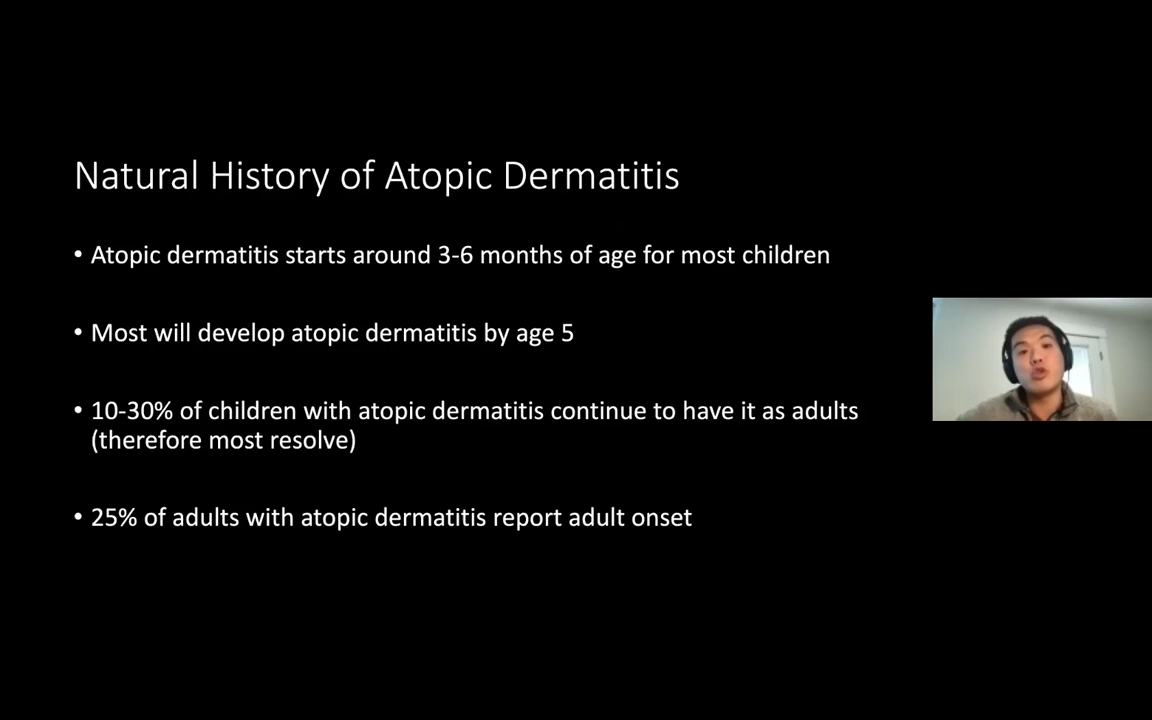 Natural History of Atopic Dermatitis
• Atopic dermatitis starts around 3-6 months of age for most children
• Most will develop atopic dermatitis by age 5
• 10-30% of children with atopic dermatitis continue to have it as adults
(therefore most resolve)
• 25% of adults with atopic dermatitis report adult onset